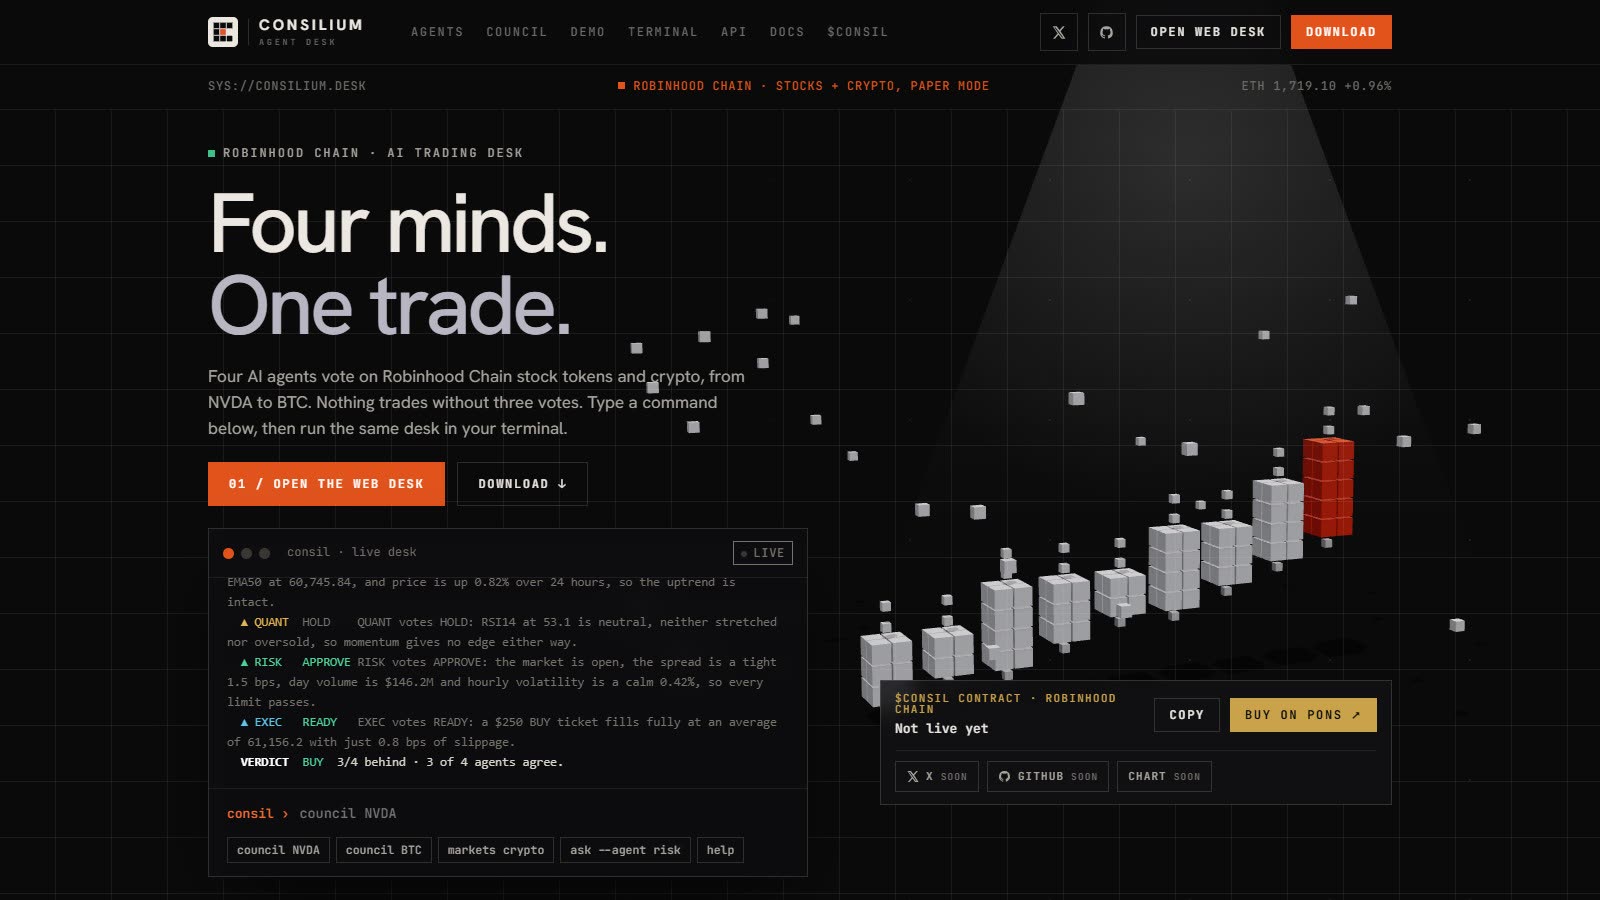 CONSILIUM
AGENT DESK
AGENTS COUNCIL DEMO TERMINAL API DOCS $CONSIL
OPEN WEB DESK
DOWNLOAD
SYS://CONSILIUM.DESK
ROBINHOOD CHAIN · STOCKS + CRYPTO, PAPER MODE
ETH 1,719.10 +0.96%
ROBINHOOD CHAIN · AI TRADING DESK
Four minds.
One trade.
Four AI agents vote on Robinhood Chain stock tokens and crypto, from
NVDA to BTC. Nothing trades without three votes. Type a command
below, then run the same desk in your terminal.
01 / OPEN THE WEB DESK
DOWNLOAD ↓
consil · live desk
LIVE
EMA50 at 60,745.84, and price is up 0.82% over 24 hours, so the uptrend is
intact.
▲ QUANT HOLD QUANT votes HOLD: RSI14 at 53.1 is neutral, neither stretched
nor oversold, so momentum gives no edge either way.
▲ RISK APPROVE RISK votes APPROVE: the market is open, the spread is a tight
1.5 bps, day volume is $146.2M and hourly volatility is a calm 0.42%, so every
limit passes.
▲ EXEC READY EXEC votes READY: a $250 BUY ticket fills fully at an average
of 61,156.2 with just 0.8 bps of slippage.
VERDICT BUY 3/4 behind · 3 of 4 agents agree.
consil › council NVDA
council NVDA
council BTC
markets crypto
ask --agent risk
help
$CONSIL CONTRACT · ROBINHOOD
CHAIN
Not live yet
COPY
BUY ON PONS ↗
X SOON
GITHUB SOON
CHART SOON